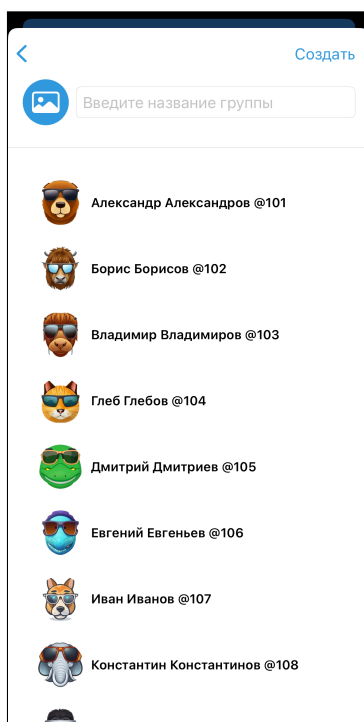 Создать
Введите название группы
Александр Александров @101
Борис Борисов @102
Владимир Владимиров @103
Глеб Глебов @104
Дмитрий Дмитриев @105
Евгений Евгеньев @106
Иван Иванов @107
Константин Константинов @108